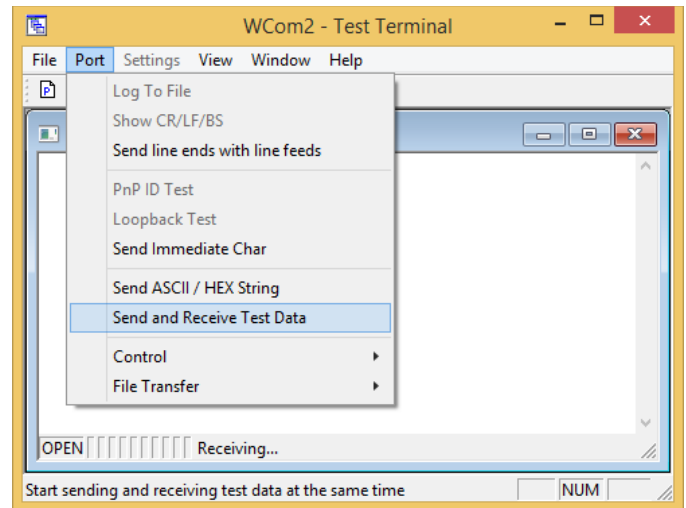 WCom2 - Test Terminal
File Port Settings View Window Help
P
Log To File
Show CR/LF/BS
Send line ends with line feeds
PnP ID Test
Loopback Test
Send Immediate Char
Send ASCII / HEX String
Send and Receive Test Data
Control
File Transfer
OPEN Receiving...
Start sending and receiving test data at the same time NUM